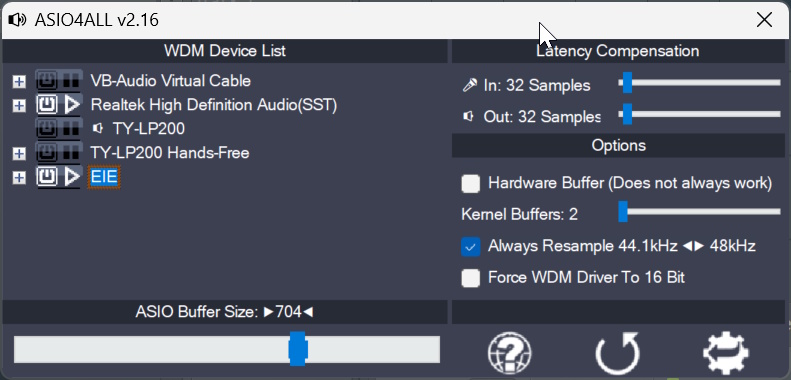 ASIO4ALL v2.16
WDM Device List
VB-Audio Virtual Cable
Realtek High Definition Audio(SST)
TY-LP200
TY-LP200 Hands-Free
EIE
ASIO Buffer Size: ▶704◀
Latency Compensation
In: 32 Samples
Out: 32 Samples
Options
Hardware Buffer (Does not always work)
Kernel Buffers: 2
Always Resample 44.1kHz ◀▶ 48kHz
Force WDM Driver To 16 Bit